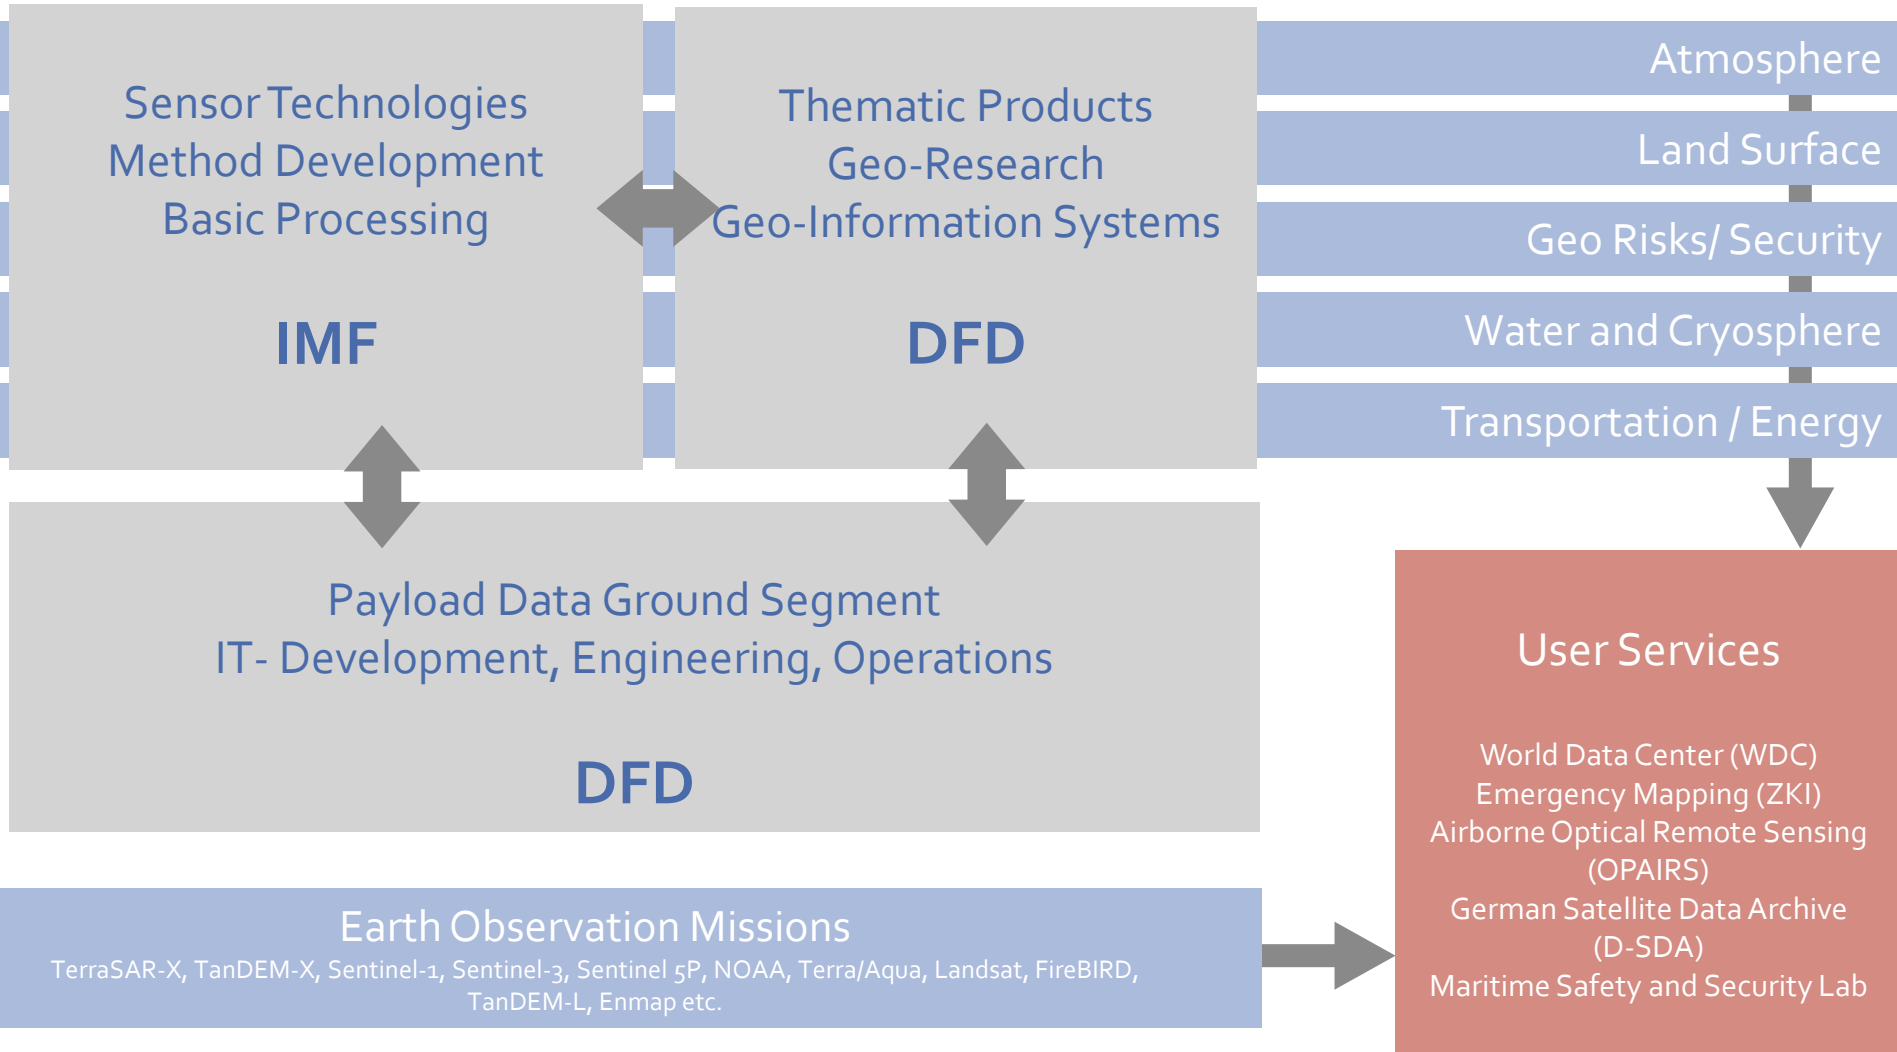 Sensor Technologies
Method Development
Basic Processing
IMF
Thematic Products
Geo-Research
Geo-Information Systems
DFD
Atmosphere
Land Surface
Geo Risks/ Security
Water and Cryosphere
Transportation / Energy
Payload Data Ground Segment
IT- Development, Engineering, Operations
DFD
User Services
World Data Center (WDC)
Emergency Mapping (ZKI)
Airborne Optical Remote Sensing
(OPAIRS)
German Satellite Data Archive
(D-SDA)
Maritime Safety and Security Lab
Earth Observation Missions
TerraSAR-X, TanDEM-X, Sentinel-1, Sentinel-3, Sentinel 5P, NOAA, Terra/Aqua, Landsat, FireBIRD,
TanDEM-L, Enmap etc.